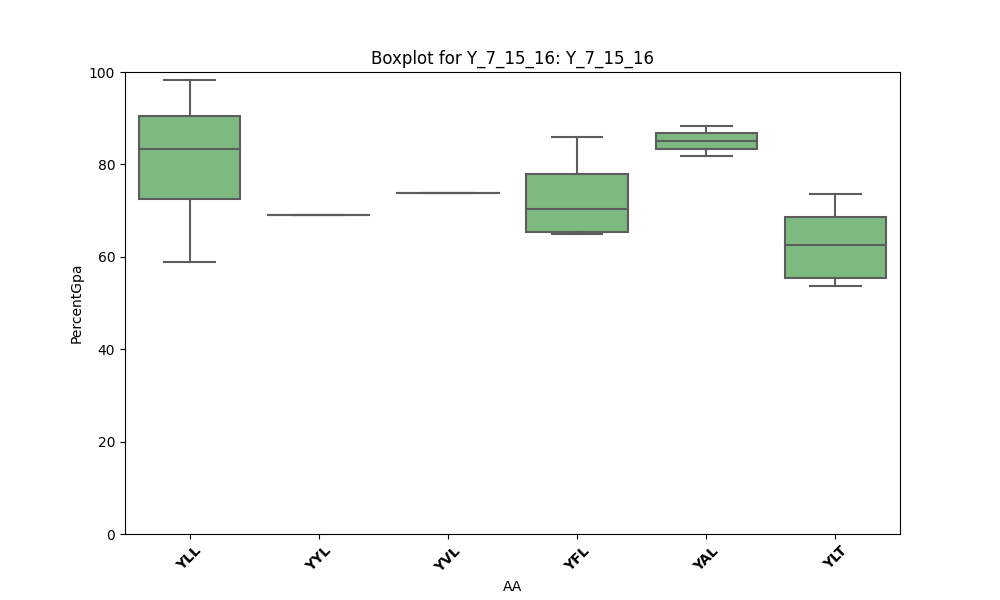 Boxplot for Y_7_15_16: Y_7_15_16
100
80
60
40
20
0
PercentGpa
YLL
YYL
YVL
YFL
YAL
YLT
AA